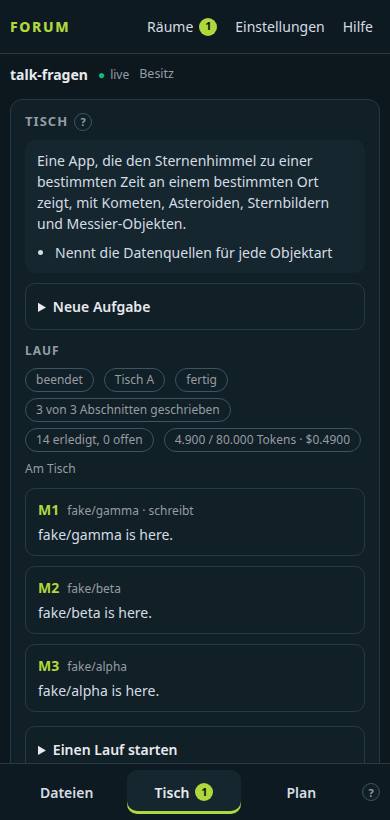 FORUM Räume 1 Einstellungen Hilfe
talk-fragen live Besitz
TISCH ?
Eine App, die den Sternenhimmel zu einer
bestimmten Zeit an einem bestimmten Ort
zeigt, mit Kometen, Asteroiden, Sternbildern
und Messier-Objekten.
• Nennt die Datenquellen für jede Objektart
▶ Neue Aufgabe
LAUF
beendet Tisch A fertig
3 von 3 Abschnitten geschrieben
14 erledigt, 0 offen 4.900 / 80.000 Tokens · $0.4900
Am Tisch
M1 fake/gamma · schreibt
fake/gamma is here.
M2 fake/beta
fake/beta is here.
M3 fake/alpha
fake/alpha is here.
▶ Einen Lauf starten
Dateien Tisch 1 Plan ?